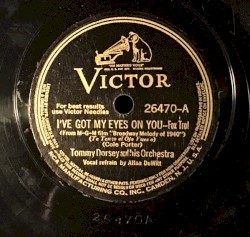 "HIS MASTER'S VOICE"
VICTOR
For best results
use Victor Needles
26470-A
I'VE GOT MY EYES ON YOU-Fox Trot
(From M-G-M film "Broadway Melody of 1940")
(Cole Porter)
Tommy Dorsey and his Orchestra
Vocal refrain by Allan DeWitt
RCA MANUFACTURING CO., INC., CAMDEN, N.J., U.S.A.
26470A